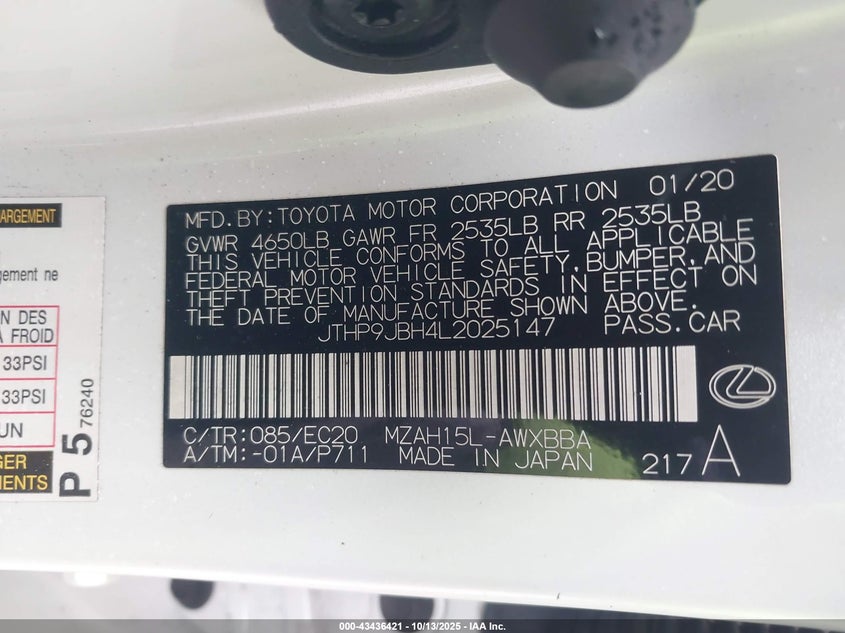 ARGEMENT
gement ne
N DES
A FROID
33PSI
33PSI
UN
GER
MENTS
P 5 76240
MFD.BY:TOYOTA MOTOR CORPORATION 01/20
GVWR 4650LB GAWR FR 2535LB RR 2535LB
THIS VEHICLE CONFORMS TO ALL APPLICABLE
FEDERAL MOTOR VEHICLE SAFETY,BUMPER,AND
THEFT PREVENTION STANDARDS IN EFFECT ON
THE DATE OF MANUFACTURE SHOWN ABOVE.
JTHP9JBH4L2025147 PASS.CAR
C/TR:085/EC20 MZAH15L-AWXBBA
A/TM:-01A/P711 MADE IN JAPAN 217 A
000-43436421 - 10/13/2025 - © IAA Inc.